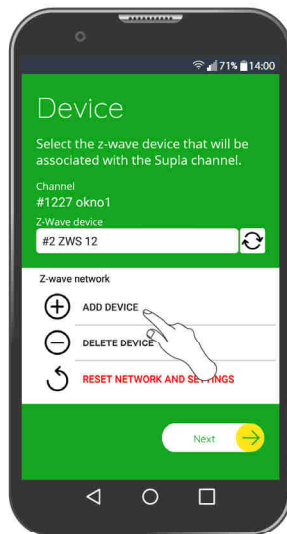 71% 14:00
Device
Select the z-wave device that will be
associated with the Supla channel.
Channel
#1227 okno1
Z-Wave device
#2 ZWS 12
Z-wave network
ADD DEVICE
DELETE DEVICE
RESET NETWORK AND SETTINGS
Next